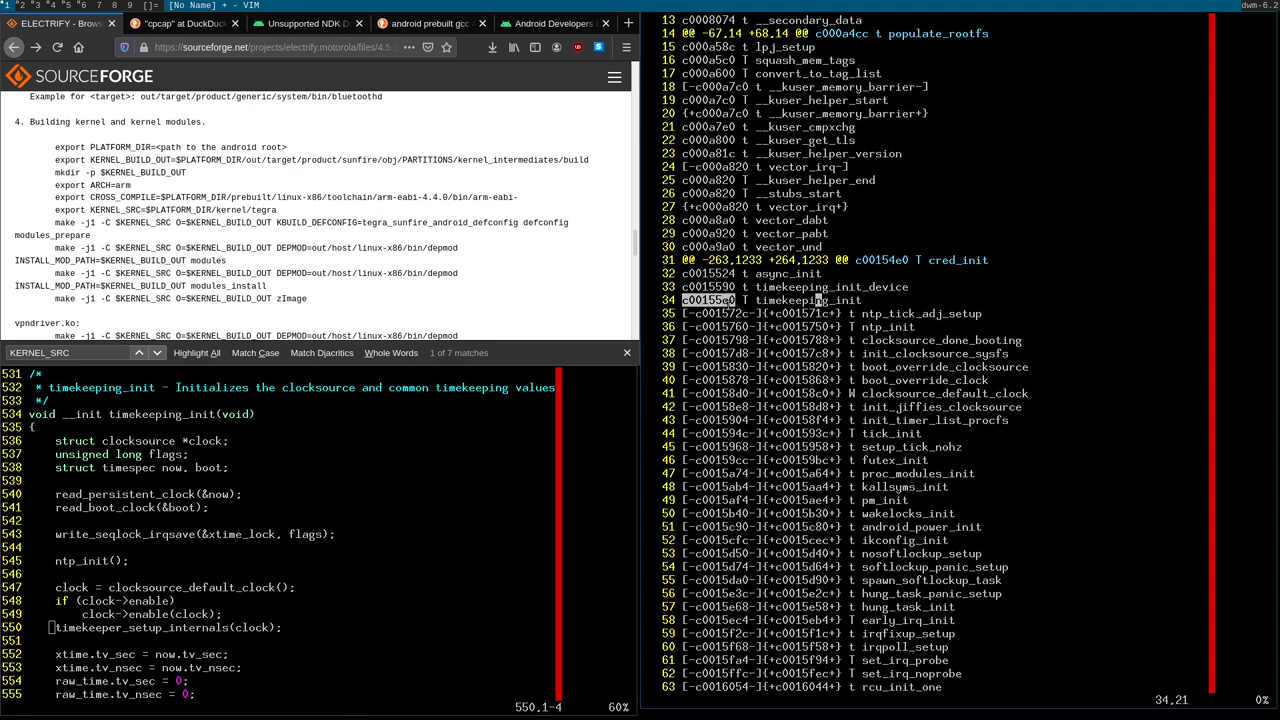 1 2 3 4 5 6 7 8 9 []= [No Name] (~) - VIM dwm-6.2
ELECTRIFY - Brows
"cpcap" at DuckDuc
Unsupported NDK D
android prebuilt gcc 4
Android Developers B
https://sourceforge.net/projects/electrify.motorola/files/4.5.
SOURCEFORGE
Example for <target>: out/target/product/generic/system/bin/bluetoothd
4. Building kernel and kernel modules.
export PLATFORM_DIR=<path to the android root>
export KERNEL_BUILD_OUT=$PLATFORM_DIR/out/target/product/sunfire/obj/PARTITIONS/kernel_intermediates/build
mkdir -p $KERNEL_BUILD_OUT
export ARCH=arm
export CROSS_COMPILE=$PLATFORM_DIR/prebuilt/linux-x86/toolchain/arm-eabi-4.4.0/bin/arm-eabi-
export KERNEL_SRC=$PLATFORM_DIR/kernel/tegra
make -j1 -C $KERNEL_SRC O=$KERNEL_BUILD_OUT KBUILD_DEFCONFIG=tegra_sunfire_android_defconfig defconfig
modules_prepare
make -j1 -C $KERNEL_SRC O=$KERNEL_BUILD_OUT DEPMOD=out/host/linux-x86/bin/depmod
INSTALL_MOD_PATH=$KERNEL_BUILD_OUT modules
make -j1 -C $KERNEL_SRC O=$KERNEL_BUILD_OUT DEPMOD=out/host/linux-x86/bin/depmod
INSTALL_MOD_PATH=$KERNEL_BUILD_OUT modules_install
make -j1 -C $KERNEL_SRC O=$KERNEL_BUILD_OUT zImage
vpndriver.ko:
make -j1 -C $KERNEL_SRC O=$KERNEL_BUILD_OUT DEPMOD=out/host/linux-x86/bin/depmod
KERNEL_SRC Highlight All Match Case Match Diacritics Whole Words 1 of 7 matches
531 /*
532  * timekeeping_init - Initializes the clocksource and common timekeeping values
533  */
534 void __init timekeeping_init(void)
535 {
536     struct clocksource *clock;
537     unsigned long flags;
538     struct timespec now, boot;
539
540     read_persistent_clock(&now);
541     read_boot_clock(&boot);
542
543     write_seqlock_irqsave(&xtime_lock, flags);
544
545     ntp_init();
546
547     clock = clocksource_default_clock();
548     if (clock->enable)
549         clock->enable(clock);
550     timekeeper_setup_internals(clock);
551
552     xtime.tv_sec = now.tv_sec;
553     xtime.tv_nsec = now.tv_nsec;
554     raw_time.tv_sec = 0;
555     raw_time.tv_nsec = 0;
550,1-4 60%
13 c0008074 t __secondary_data
14 @@ -67,14 +68,14 @@ c000a4cc t populate_rootfs
15 c000a58c t lpj_setup
16 c000a5c0 T squash_mem_tags
17 c000a600 T convert_to_tag_list
18 [-c000a7c0 t __kuser_memory_barrier-]
19 c000a7c0 T __kuser_helper_start
20 {+c000a7c0 t __kuser_memory_barrier+}
21 c000a7e0 t __kuser_cmpxchg
22 c000a800 t __kuser_get_tls
23 c000a81c t __kuser_helper_version
24 [-c000a820 t vector_irq-]
25 c000a820 T __kuser_helper_end
26 c000a820 T __stubs_start
27 {+c000a820 t vector_irq+}
28 c000a8a0 t vector_dabt
29 c000a920 t vector_pabt
30 c000a9a0 t vector_und
31 @@ -263,1233 +264,1233 @@ c00154e0 T cred_init
32 c0015524 t async_init
33 c0015590 t timekeeping_init_device
34 c00155c0 T timekeeping_init
35 [-c001572c-]{+c001571c+} t ntp_tick_adj_setup
36 [-c0015760-]{+c0015750+} T ntp_init
37 [-c0015798-]{+c0015788+} t clocksource_done_booting
38 [-c00157d8-]{+c00157c8+} t init_clocksource_sysfs
39 [-c0015830-]{+c0015820+} t boot_override_clocksource
40 [-c0015878-]{+c0015868+} t boot_override_clock
41 [-c00158d0-]{+c00158c0+} W clocksource_default_clock
42 [-c00158e8-]{+c00158d8+} t init_jiffies_clocksource
43 [-c0015904-]{+c00158f4+} t init_timer_list_procfs
44 [-c001594c-]{+c001593c+} T tick_init
45 [-c0015968-]{+c0015958+} t setup_tick_nohz
46 [-c00159cc-]{+c00159bc+} t futex_init
47 [-c0015a74-]{+c0015a64+} t proc_modules_init
48 [-c0015ab4-]{+c0015aa4+} t kallsyms_init
49 [-c0015af4-]{+c0015ae4+} t pm_init
50 [-c0015b40-]{+c0015b30+} t wakelocks_init
51 [-c0015c90-]{+c0015c80+} t android_power_init
52 [-c0015cfc-]{+c0015cec+} t ikconfig_init
53 [-c0015d50-]{+c0015d40+} t nosoftlockup_setup
54 [-c0015d74-]{+c0015d64+} t softlockup_panic_setup
55 [-c0015da0-]{+c0015d90+} t spawn_softlockup_task
56 [-c0015e3c-]{+c0015e2c+} t hung_task_panic_setup
57 [-c0015e68-]{+c0015e58+} t hung_task_init
58 [-c0015ec4-]{+c0015eb4+} T early_irq_init
59 [-c0015f2c-]{+c0015f1c+} t irqfixup_setup
60 [-c0015f68-]{+c0015f58+} t irqpoll_setup
61 [-c0015fa4-]{+c0015f94+} T set_irq_probe
62 [-c0015ffc-]{+c0015fec+} T set_irq_noprobe
63 [-c0016054-]{+c0016044+} t rcu_init_one
34,21 0%